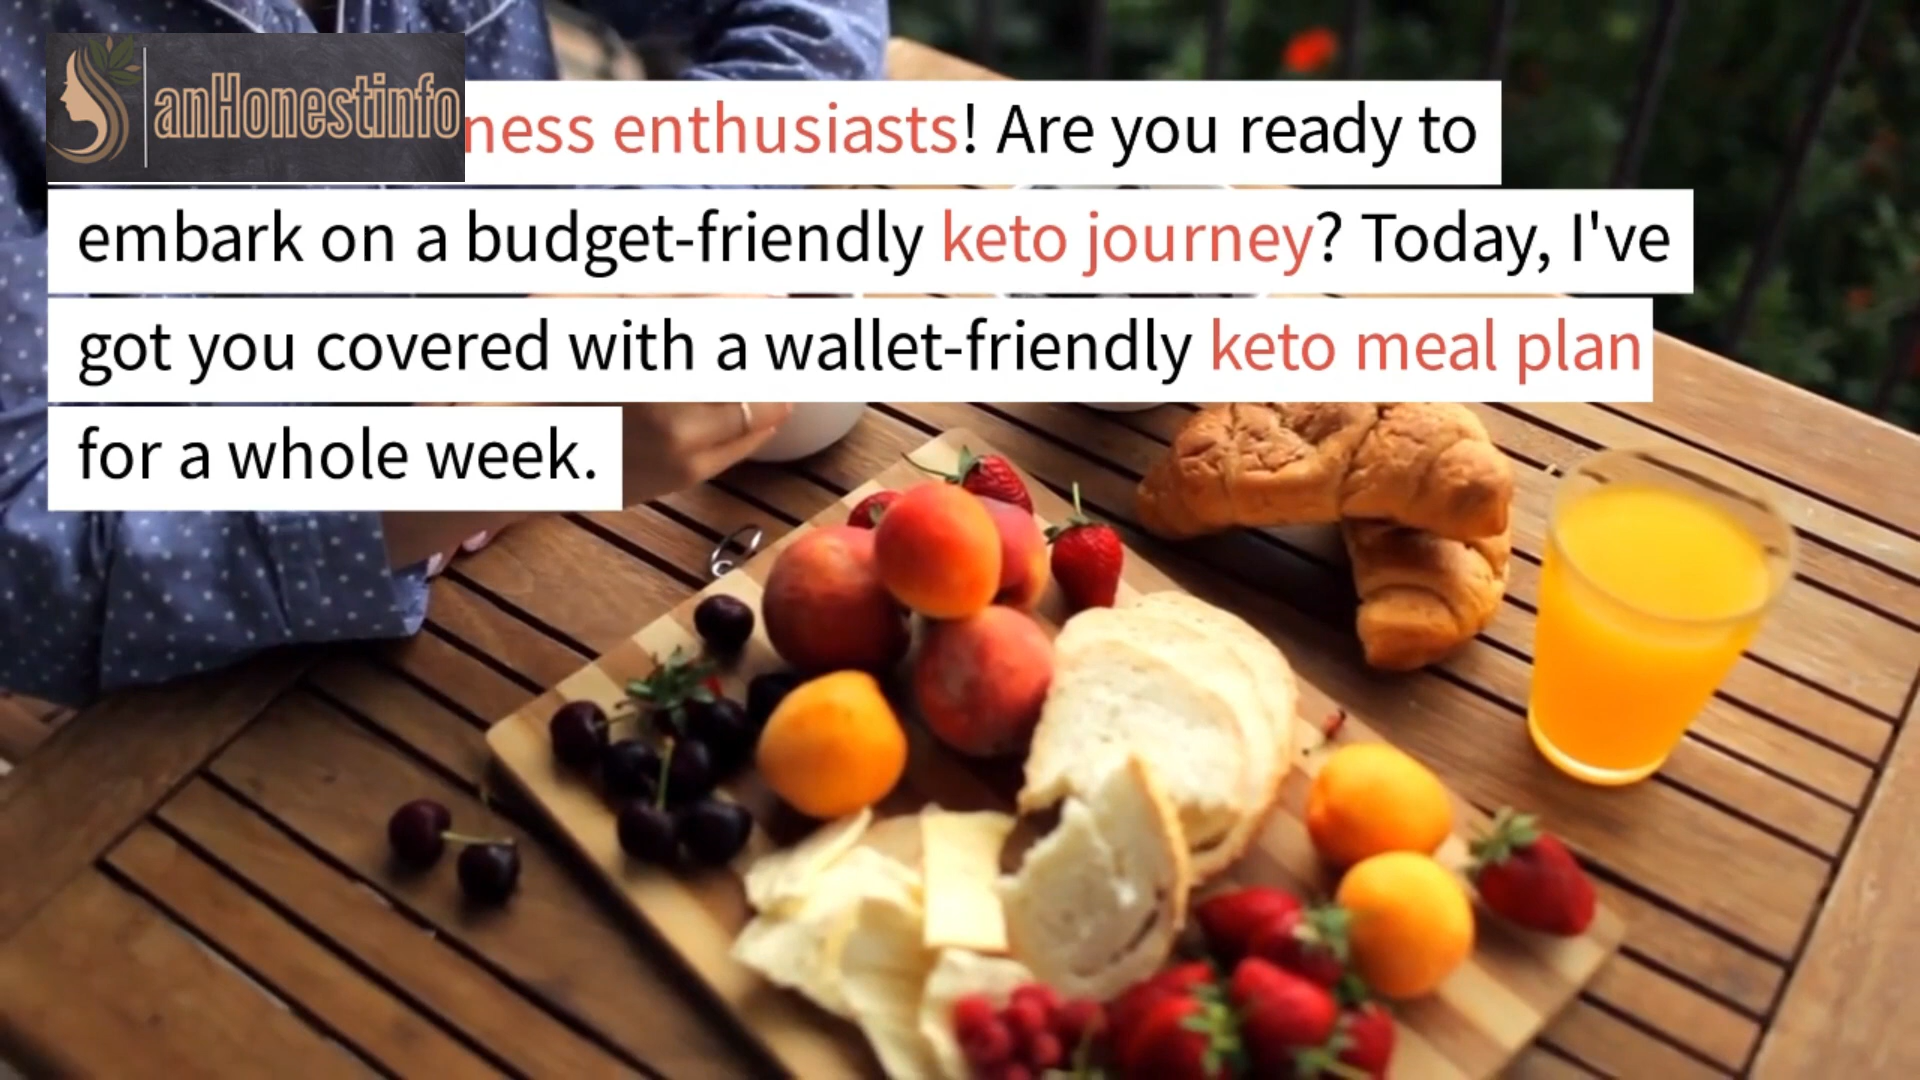 anHonestinfo
ness enthusiasts! Are you ready to
embark on a budget-friendly keto journey? Today, I've
got you covered with a wallet-friendly keto meal plan
for a whole week.